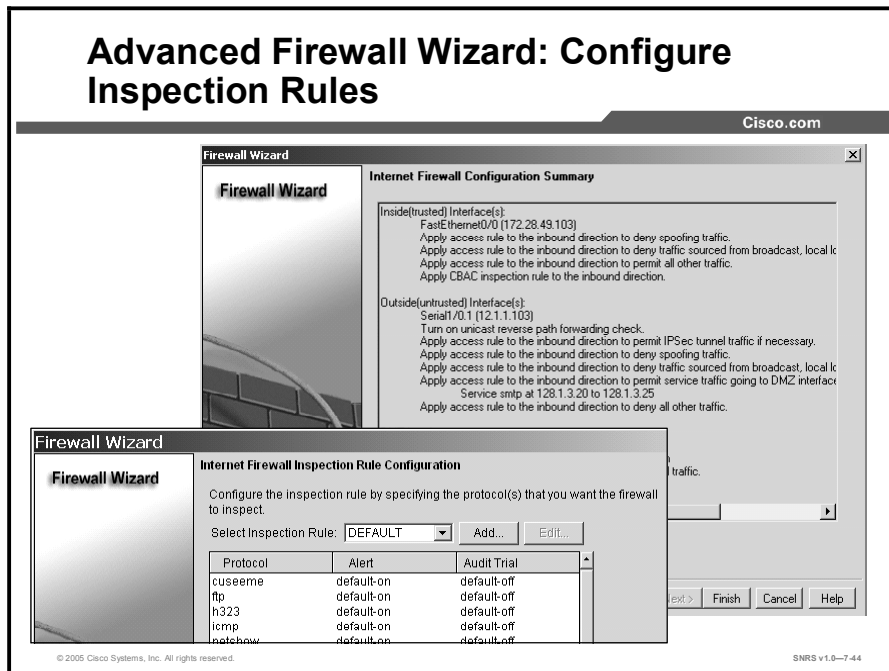 Advanced Firewall Wizard: Configure
Inspection Rules
Cisco.com
Firewall Wizard
Firewall Wizard
Internet Firewall Configuration Summary
Inside(trusted) Interface(s):
FastEthernet0/0 (172.28.49.103)
Apply access rule to the inbound direction to deny spoofing traffic.
Apply access rule to the inbound direction to deny traffic sourced from broadcast, local
Apply access rule to the inbound direction to permit all other traffic.
Apply CBAC inspection rule to the inbound direction.
Outside(untrusted) Interface(s):
Serial1/0.1 (12.1.1.103)
Turn on unicast reverse path forwarding check.
Apply access rule to the inbound direction to permit IPSec tunnel traffic if necessary.
Apply access rule to the inbound direction to deny spoofing traffic.
Apply access rule to the inbound direction to deny traffic sourced from broadcast, local
Apply access rule to the inbound direction to permit service traffic going to DMZ interface
Service smtp at 128.1.3.20 to 128.1.3.25
Apply access rule to the inbound direction to deny all other traffic.
traffic.
Finish Cancel Help
Firewall Wizard
Firewall Wizard
Internet Firewall Inspection Rule Configuration
Configure the inspection rule by specifying the protocol(s) that you want the firewall
to inspect.
Select Inspection Rule: DEFAULT Add... Edit...
Protocol Alert Audit Trial
cuseeme default-on default-off
ftp default-on default-off
h323 default-on default-off
icmp default-on default-off
netshow default-on default-off
© 2005 Cisco Systems, Inc. All rights reserved.
SNRS v1.0—7-44